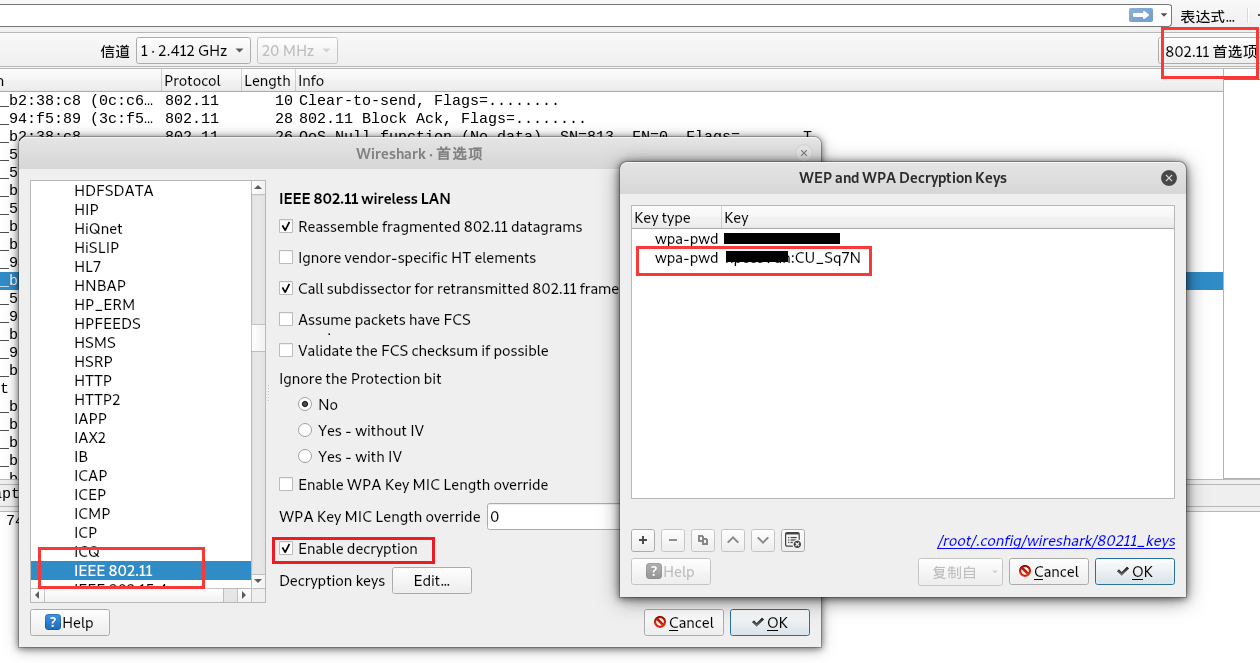 表达式...
信道 1 · 2.412 GHz 20 MHz 802.11 首选项
Protocol Length Info
_b2:38:c8 (0c:c6… 802.11 10 Clear-to-send, Flags=........
_94:f5:89 (3c:f5… 802.11 28 802.11 Block Ack, Flags=........
Wireshark · 首选项
HDFSDATA
HIP
HiQnet
HiSLIP
HL7
HNBAP
HP_ERM
HPFEEDS
HSMS
HSRP
HTTP
HTTP2
IAPP
IAX2
IB
ICAP
ICEP
ICMP
ICP
ICQ
IEEE 802.11
IEEE 802.11 wireless LAN
Reassemble fragmented 802.11 datagrams
Ignore vendor-specific HT elements
Call subdissector for retransmitted 802.11 frame
Assume packets have FCS
Validate the FCS checksum if possible
Ignore the Protection bit
No
Yes - without IV
Yes - with IV
Enable WPA Key MIC Length override
WPA Key MIC Length override 0
Enable decryption
Decryption keys Edit...
Help Cancel OK
WEP and WPA Decryption Keys
Key type Key
wpa-pwd
wpa-pwd :CU_Sq7N
/root/.config/wireshark/80211_keys
Help 复制自 Cancel OK